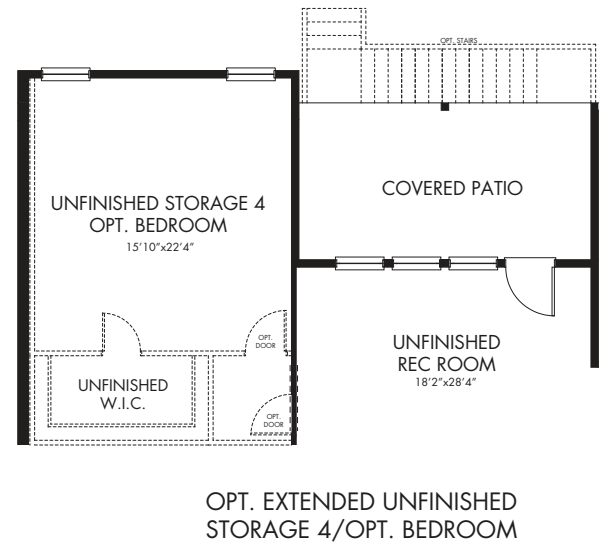 OPT. STAIRS
UNFINISHED STORAGE 4
OPT. BEDROOM
15'10"x22'4"
COVERED PATIO
OPT.
DOOR
UNFINISHED
REC ROOM
18'2"x28'4"
UNFINISHED
W.I.C.
OPT.
DOOR
OPT. EXTENDED UNFINISHED
STORAGE 4/OPT. BEDROOM